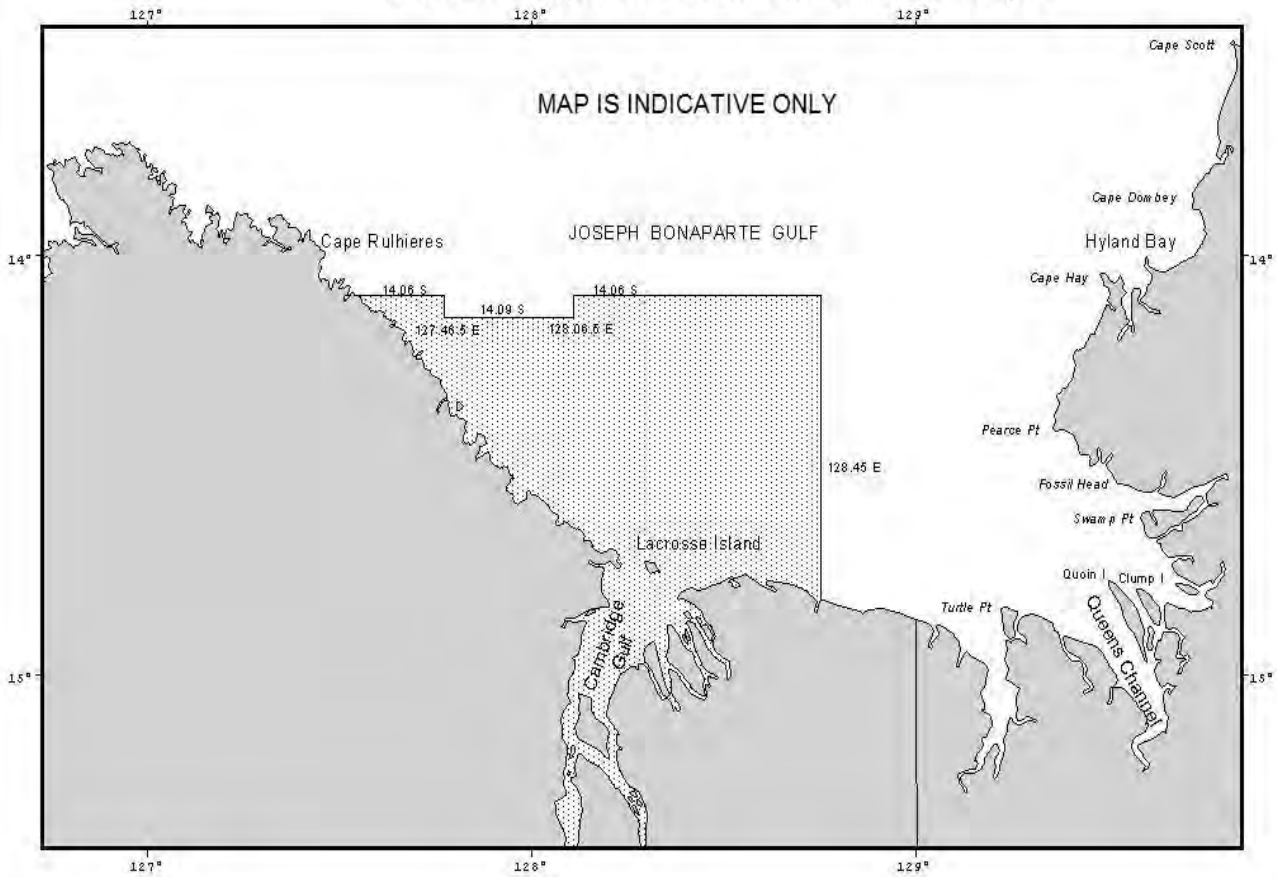 127° 128° 129°
Cape Scott
MAP IS INDICATIVE ONLY
Cape Dombey
Cape Rulhieres
JOSEPH BONAPARTE GULF
Hyland Bay
14° 14°
Cape Hay
14.06 S
14.06 S
14.09 S
127.46.5 E
128.06.5 E
Pearce Pt
128.45 E
Fossil Head
Swamp Pt
Lacrosse Island
Quoin I
Clump I
Turtle Pt
Cambridge
Gulf
Queens Channel
15° 15°
127° 128° 129°